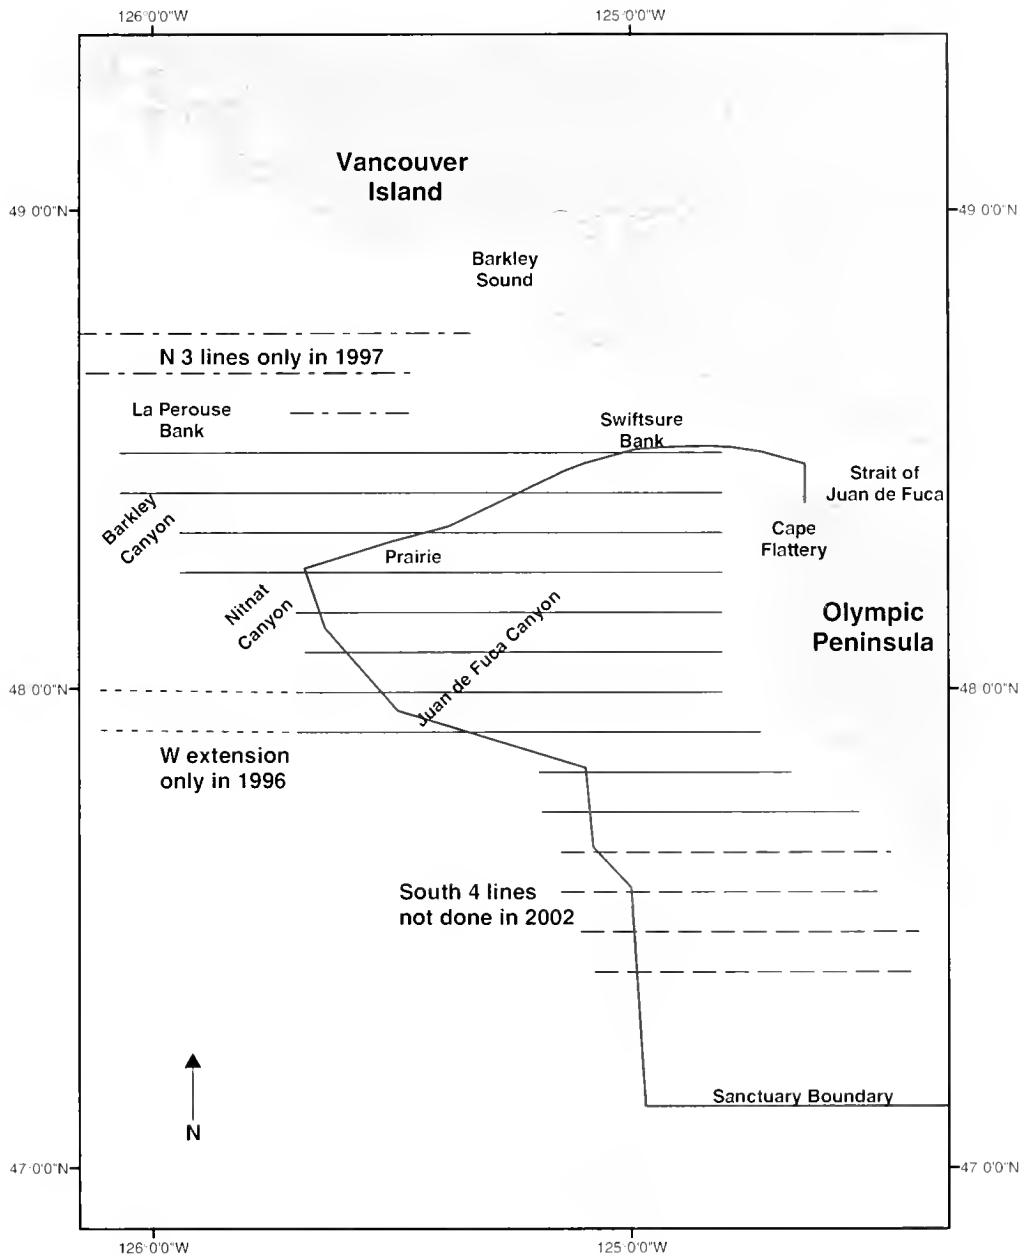 126°0'0"W
125°0'0"W
Vancouver
Island
49°0'0"N
49°0'0"N
Barkley
Sound
N 3 lines only in 1997
La Perouse
Bank
Swiftsure
Bank
Strait of
Juan de Fuca
Barkley
Canyon
Cape
Flattery
Prairie
Nitnat
Canyon
Juan de Fuca Canyon
Olympic
Peninsula
48°0'0"N
48°0'0"N
W extension
only in 1996
South 4 lines
not done in 2002
N
Sanctuary Boundary
47°0'0"N
47°0'0"N
126°0'0"W
125°0'0"W